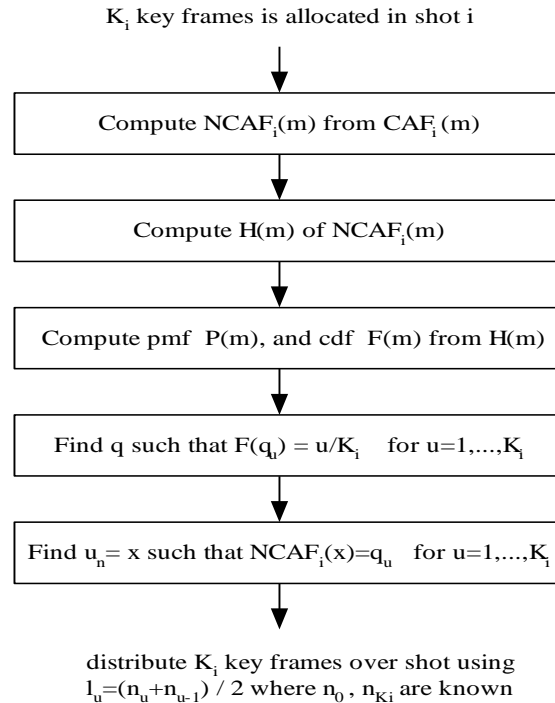 K_i key frames is allocated in shot i
Compute NCAF_i(m) from CAF_i (m)
Compute H(m) of NCAF_i(m)
Compute pmf P(m), and cdf F(m) from H(m)
Find q such that F(q_u) = u/K_i for u=1,...,K_i
Find u_n= x such that NCAF_i(x)=q_u for u=1,...,K_i
distribute K_i key frames over shot using
l_u=(n_u+n_u-1) / 2 where n_0 , n_Ki are known